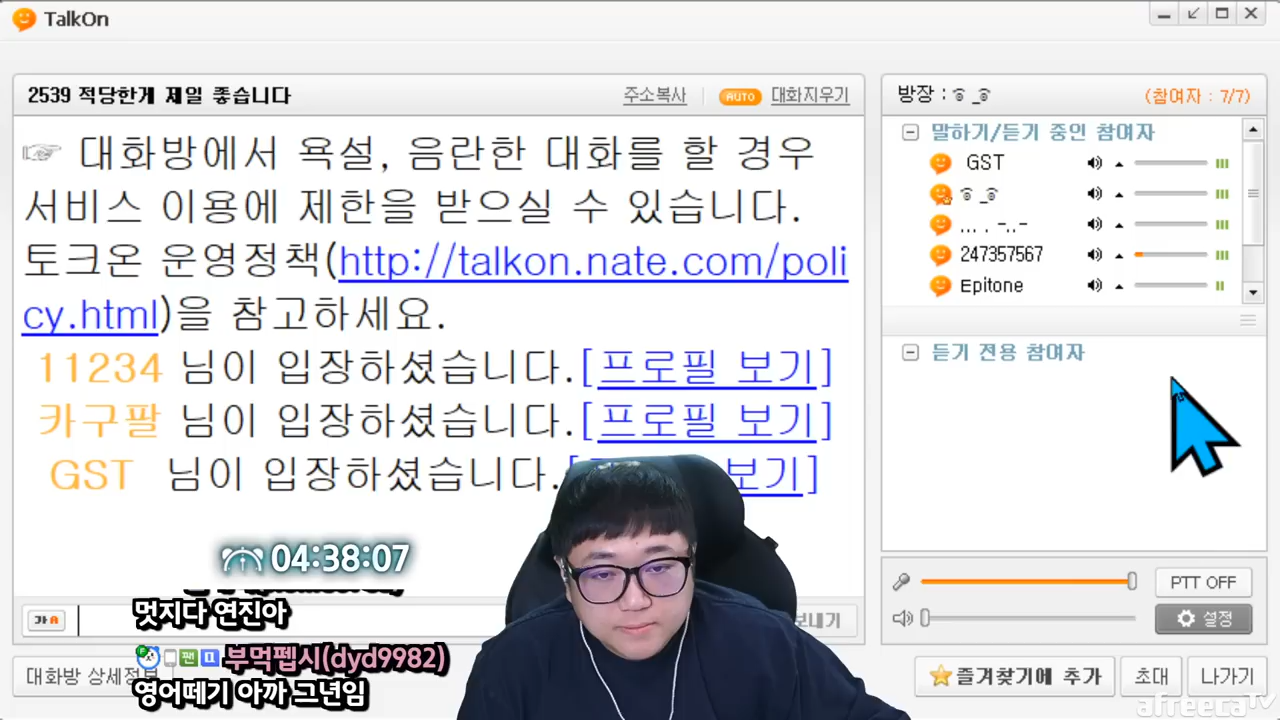 TalkOn
2539 적당한게 제일 좋습니다
주소복사
AUTO
대화지우기
☞ 대화방에서 욕설, 음란한 대화를 할 경우
서비스 이용에 제한을 받으실 수 있습니다.
토크온 운영정책(http://talkon.nate.com/poli
cy.html)을 참고하세요.
11234 님이 입장하셨습니다.[프로필 보기]
카구팔 님이 입장하셨습니다.[프로필 보기]
GST 님이 입장하셨습니다.[ 보기]
04:38:07
멋지다 연진아
팬
부먹펩시(dyd9982)
영어떼기 아까 그년임
가A
보내기
대화방 상세정보
방장 : ͡° _ ͡°
(참여자 : 7/7)
말하기/듣기 중인 참여자
GST
͡° _ ͡°
... . -..-
247357567
Epitone
듣기 전용 참여자
PTT OFF
설정
즐겨찾기에 추가
초대
나가기
afreecaTV